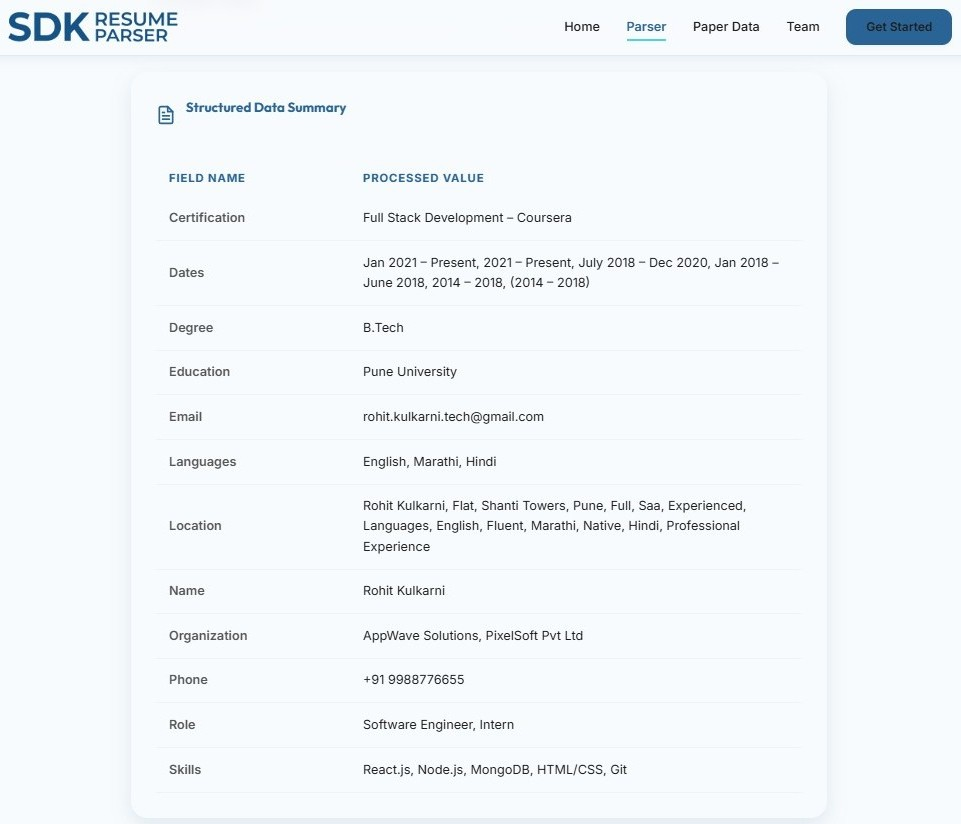 SDK RESUME PARSER
Home Parser Paper Data Team Get Started
Structured Data Summary
FIELD NAME PROCESSED VALUE
Certification Full Stack Development – Coursera
Dates Jan 2021 – Present, 2021 – Present, July 2018 – Dec 2020, Jan 2018 –
June 2018, 2014 – 2018, (2014 – 2018)
Degree B.Tech
Education Pune University
Email rohit.kulkarni.tech@gmail.com
Languages English, Marathi, Hindi
Location Rohit Kulkarni, Flat, Shanti Towers, Pune, Full, Saa, Experienced,
Languages, English, Fluent, Marathi, Native, Hindi, Professional
Experience
Name Rohit Kulkarni
Organization AppWave Solutions, PixelSoft Pvt Ltd
Phone +91 9988776655
Role Software Engineer, Intern
Skills React.js, Node.js, MongoDB, HTML/CSS, Git